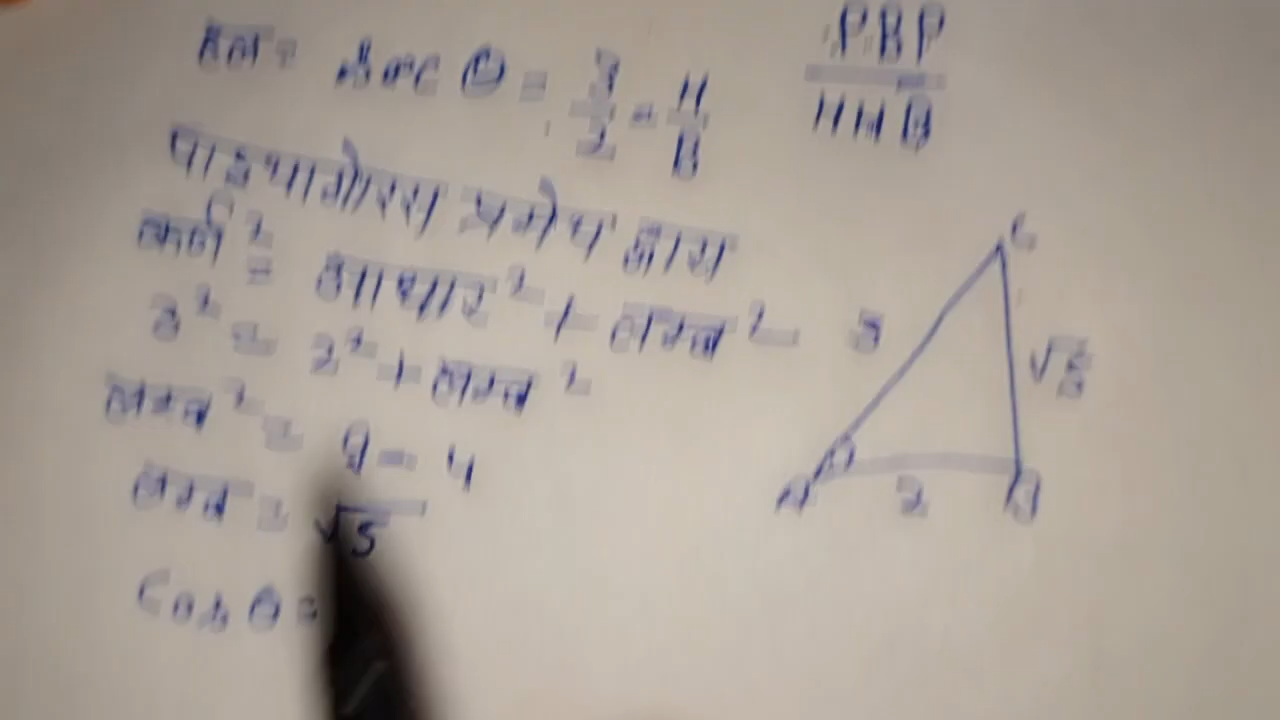 हल = sec θ = 3/2 = H/B
PBP
HHB
पाइथागोरस प्रमेय द्वारा
कर्ण² = आधार² + लम्ब²
3² = 2² + लम्ब²
लम्ब² = 9 - 4
लम्ब = √5
Cos θ =
C
3
√5
A
θ
2
B